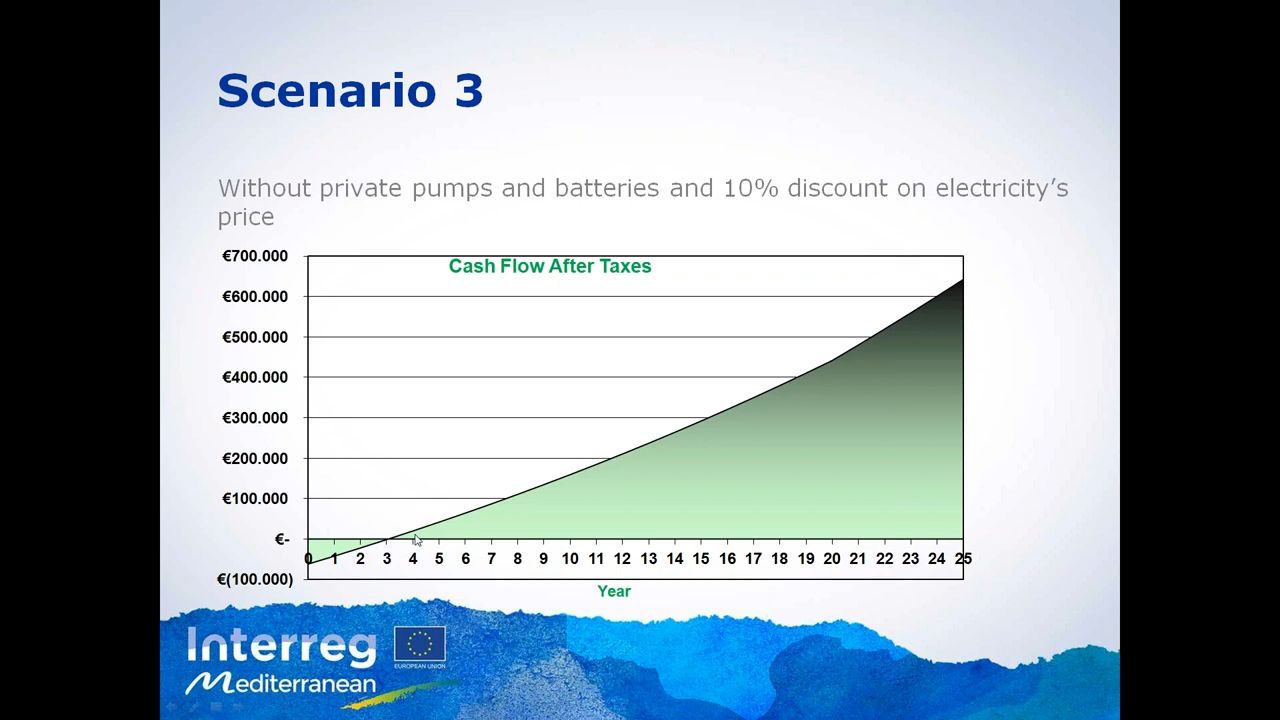 Scenario 3
Without private pumps and batteries and 10% discount on electricity’s
price
Cash Flow After Taxes
€700.000
€600.000
€500.000
€400.000
€300.000
€200.000
€100.000
€-
€(100.000)
0 1 2 3 4 5 6 7 8 9 10 11 12 13 14 15 16 17 18 19 20 21 22 23 24 25
Year
Interreg
EUROPEAN UNION
Mediterranean